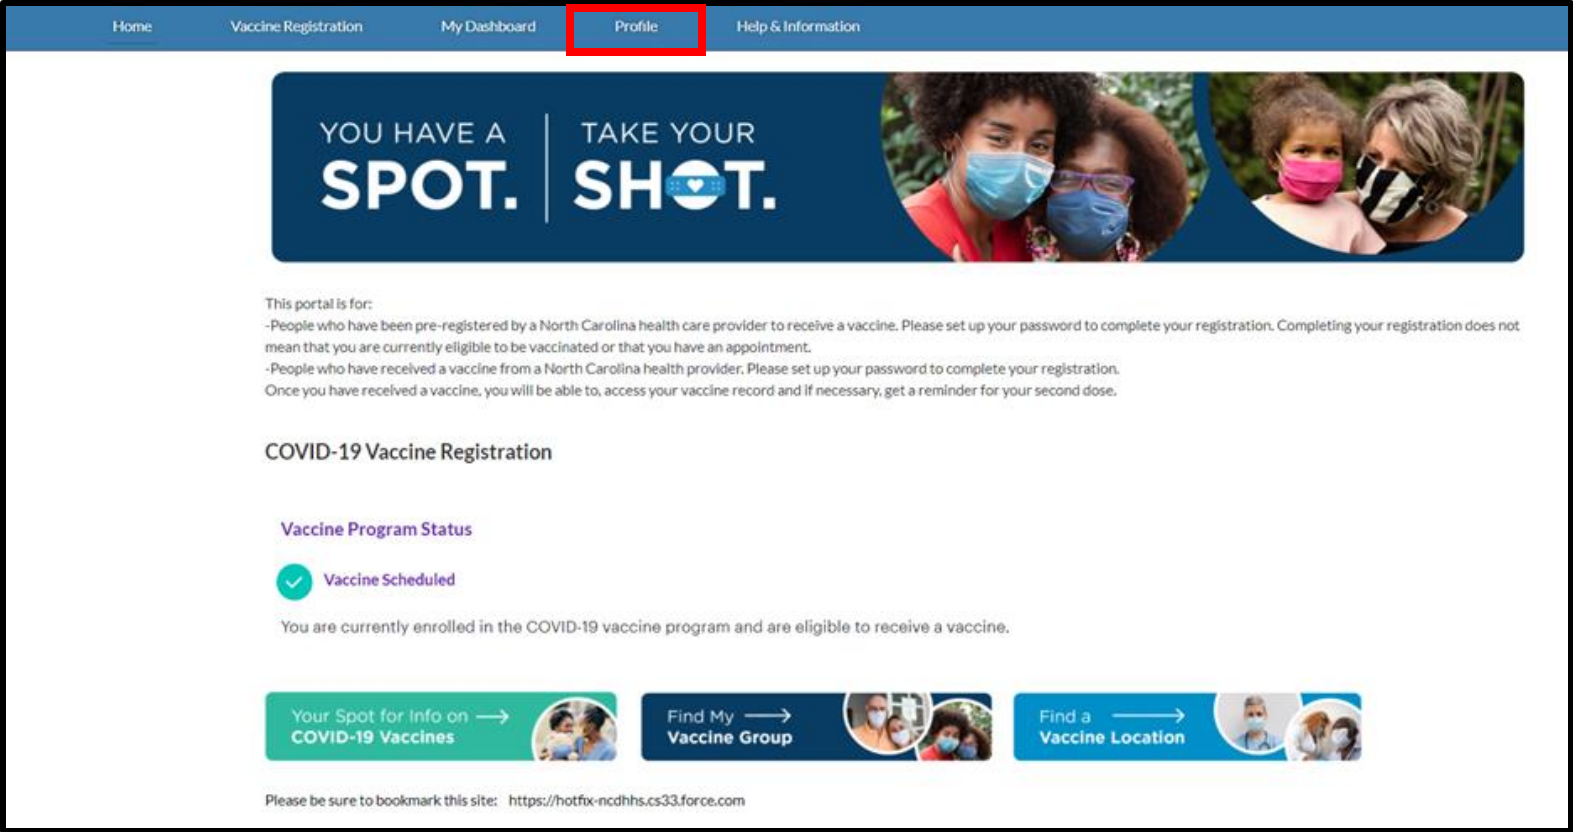 Home Vaccine Registration My Dashboard Profile Help & Information
YOU HAVE A
SPOT.
TAKE YOUR
SHOT.
This portal is for:
-People who have been pre-registered by a North Carolina health care provider to receive a vaccine. Please set up your password to complete your registration. Completing your registration does not
mean that you are currently eligible to be vaccinated or that you have an appointment.
-People who have received a vaccine from a North Carolina health provider. Please set up your password to complete your registration.
Once you have received a vaccine, you will be able to, access your vaccine record and if necessary, get a reminder for your second dose.
COVID-19 Vaccine Registration
Vaccine Program Status
Vaccine Scheduled
You are currently enrolled in the COVID-19 vaccine program and are eligible to receive a vaccine.
Your Spot for Info on
COVID-19 Vaccines
Find My
Vaccine Group
Find a
Vaccine Location
Please be sure to bookmark this site: https://hotfix-ncdhhs.cs33.force.com